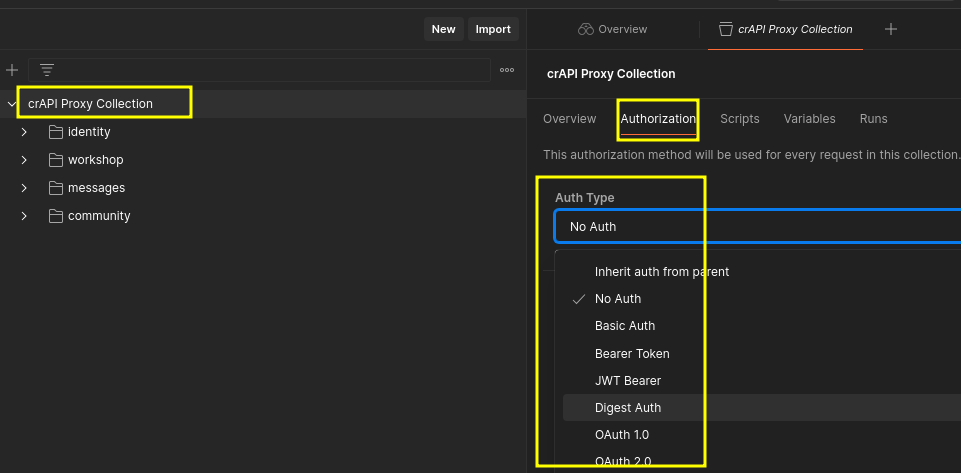 New Import
Overview crAPI Proxy Collection
crAPI Proxy Collection
crAPI Proxy Collection
identity
workshop
messages
community
Overview Authorization Scripts Variables Runs
This authorization method will be used for every request in this collection.
Auth Type
No Auth
Inherit auth from parent
No Auth
Basic Auth
Bearer Token
JWT Bearer
Digest Auth
OAuth 1.0
OAuth 2.0